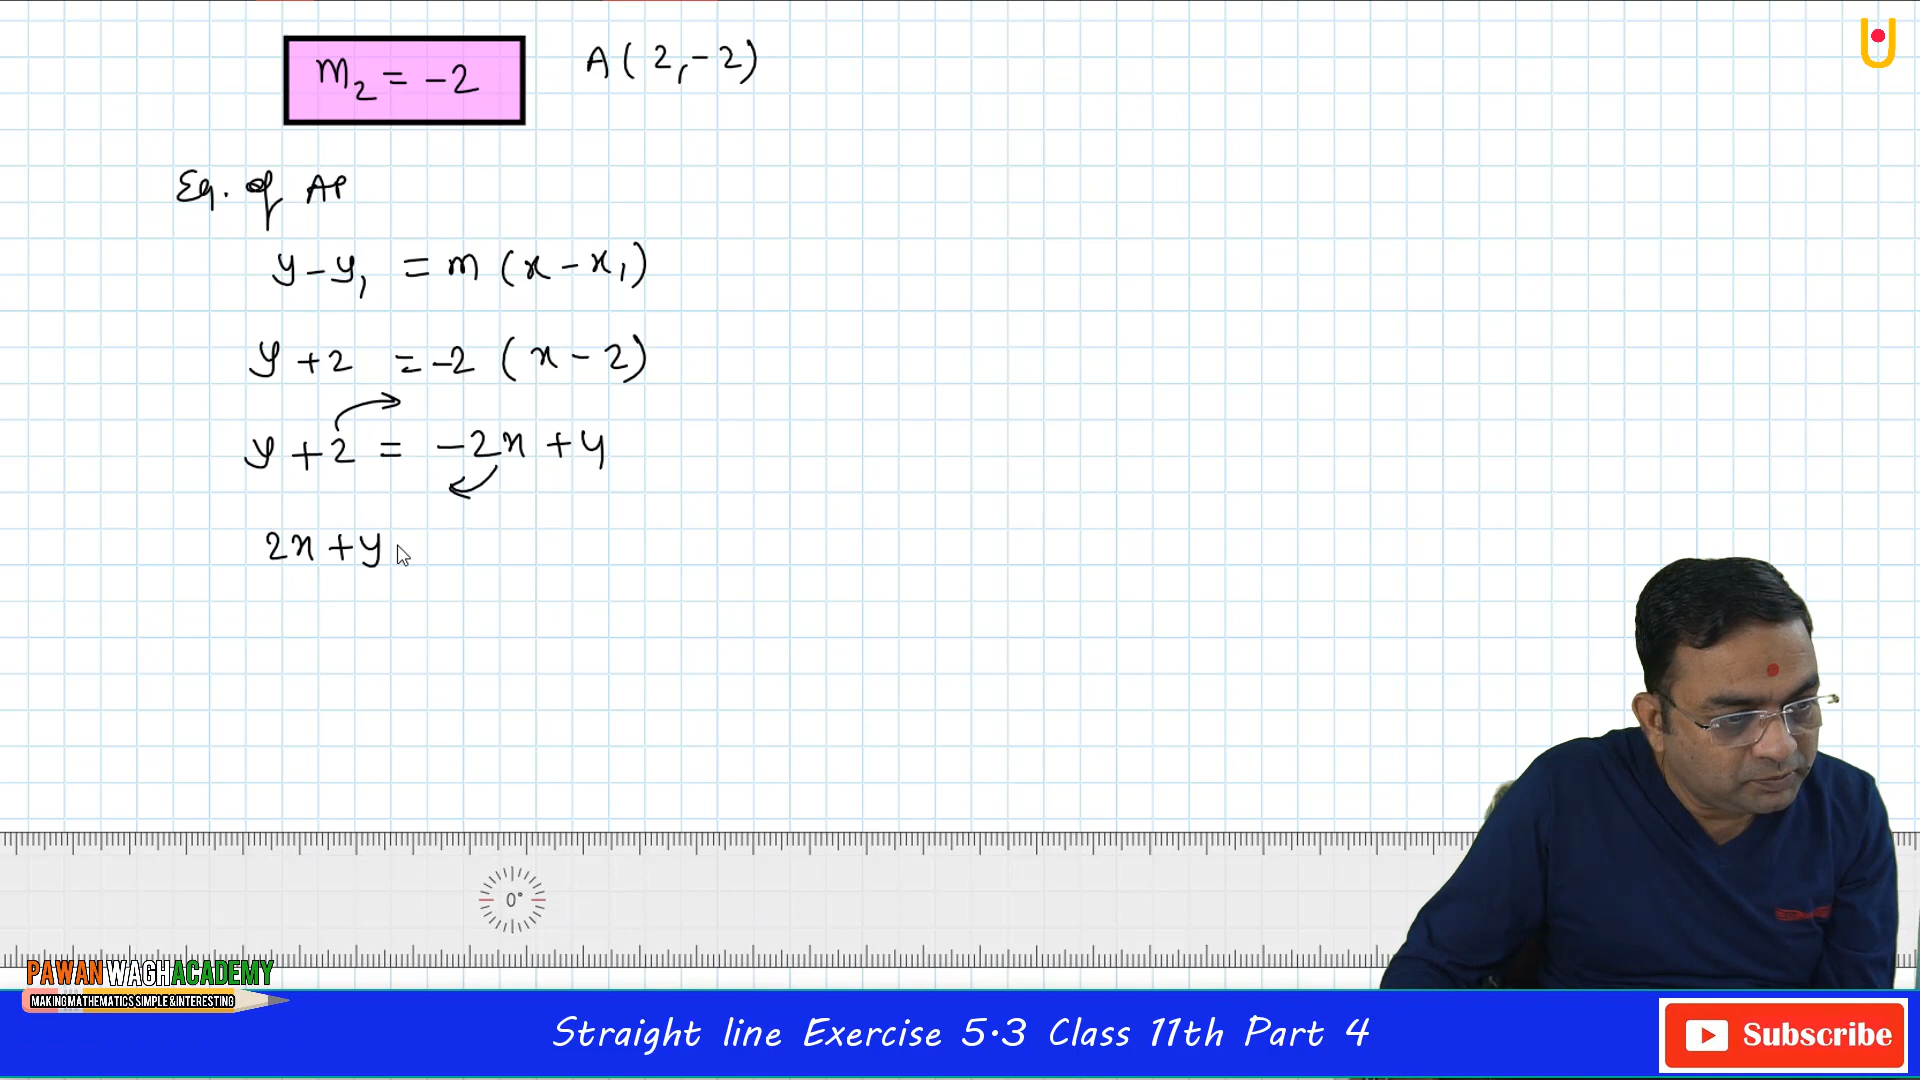 m₂ = -2
A(2, -2)
Eq. of AP
y - y₁ = m (x - x₁)
y + 2 = -2 (x - 2)
y + 2 = -2x + 4
2x + y
0°
PAWAN WAGH ACADEMY
MAKING MATHEMATICS SIMPLE & INTERESTING
Straight line Exercise 5.3 Class 11th Part 4
Subscribe